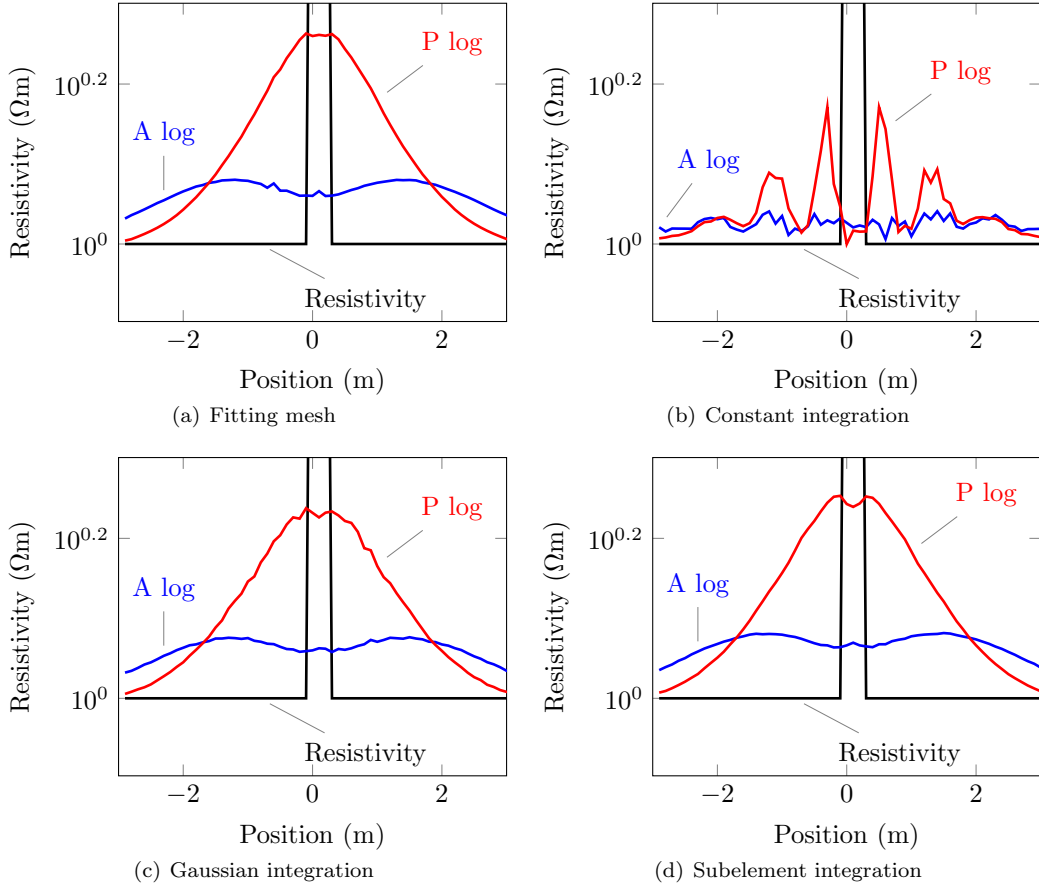 P log
A log
10^0.2
10^0
Resistivity (Ωm)
Resistivity
−2
0
2
Position (m)
(a) Fitting mesh
P log
A log
10^0.2
10^0
Resistivity (Ωm)
Resistivity
−2
0
2
Position (m)
(b) Constant integration
P log
A log
10^0.2
10^0
Resistivity (Ωm)
Resistivity
−2
0
2
Position (m)
(c) Gaussian integration
P log
A log
10^0.2
10^0
Resistivity (Ωm)
Resistivity
−2
0
2
Position (m)
(d) Subelement integration